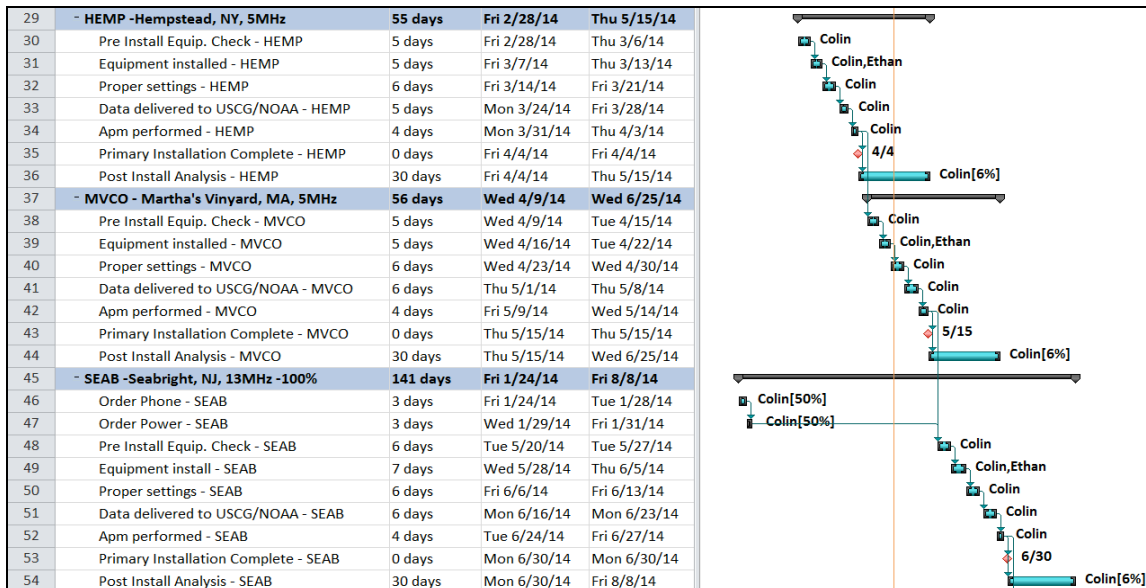 29 - HEMP -Hempstead, NY, 5MHz 55 days Fri 2/28/14 Thu 5/15/14
30 Pre Install Equip. Check - HEMP 5 days Fri 2/28/14 Thu 3/6/14 Colin
31 Equipment installed - HEMP 5 days Fri 3/7/14 Thu 3/13/14 Colin,Ethan
32 Proper settings - HEMP 6 days Fri 3/14/14 Fri 3/21/14 Colin
33 Data delivered to USCG/NOAA - HEMP 5 days Mon 3/24/14 Fri 3/28/14 Colin
34 Apm performed - HEMP 4 days Mon 3/31/14 Thu 4/3/14 Colin
35 Primary Installation Complete - HEMP 0 days Fri 4/4/14 Fri 4/4/14 4/4
36 Post Install Analysis - HEMP 30 days Fri 4/4/14 Thu 5/15/14 Colin[6%]
37 - MVCO - Martha's Vinyard, MA, 5MHz 56 days Wed 4/9/14 Wed 6/25/14
38 Pre Install Equip. Check - MVCO 5 days Wed 4/9/14 Tue 4/15/14 Colin
39 Equipment installed - MVCO 5 days Wed 4/16/14 Tue 4/22/14 Colin,Ethan
40 Proper settings - MVCO 6 days Wed 4/23/14 Wed 4/30/14 Colin
41 Data delivered to USCG/NOAA - MVCO 6 days Thu 5/1/14 Thu 5/8/14 Colin
42 Apm performed - MVCO 4 days Fri 5/9/14 Wed 5/14/14 Colin
43 Primary Installation Complete - MVCO 0 days Thu 5/15/14 Thu 5/15/14 5/15
44 Post Install Analysis - MVCO 30 days Thu 5/15/14 Wed 6/25/14 Colin[6%]
45 - SEAB -Seabright, NJ, 13MHz -100% 141 days Fri 1/24/14 Fri 8/8/14
46 Order Phone - SEAB 3 days Fri 1/24/14 Tue 1/28/14 Colin[50%]
47 Order Power - SEAB 3 days Wed 1/29/14 Fri 1/31/14 Colin[50%]
48 Pre Install Equip. Check - SEAB 6 days Tue 5/20/14 Tue 5/27/14 Colin
49 Equipment install - SEAB 7 days Wed 5/28/14 Thu 6/5/14 Colin,Ethan
50 Proper settings - SEAB 6 days Fri 6/6/14 Fri 6/13/14 Colin
51 Data delivered to USCG/NOAA - SEAB 6 days Mon 6/16/14 Mon 6/23/14 Colin
52 Apm performed - SEAB 4 days Tue 6/24/14 Fri 6/27/14 Colin
53 Primary Installation Complete - SEAB 0 days Mon 6/30/14 Mon 6/30/14 6/30
54 Post Install Analysis - SEAB 30 days Mon 6/30/14 Fri 8/8/14 Colin[6%]